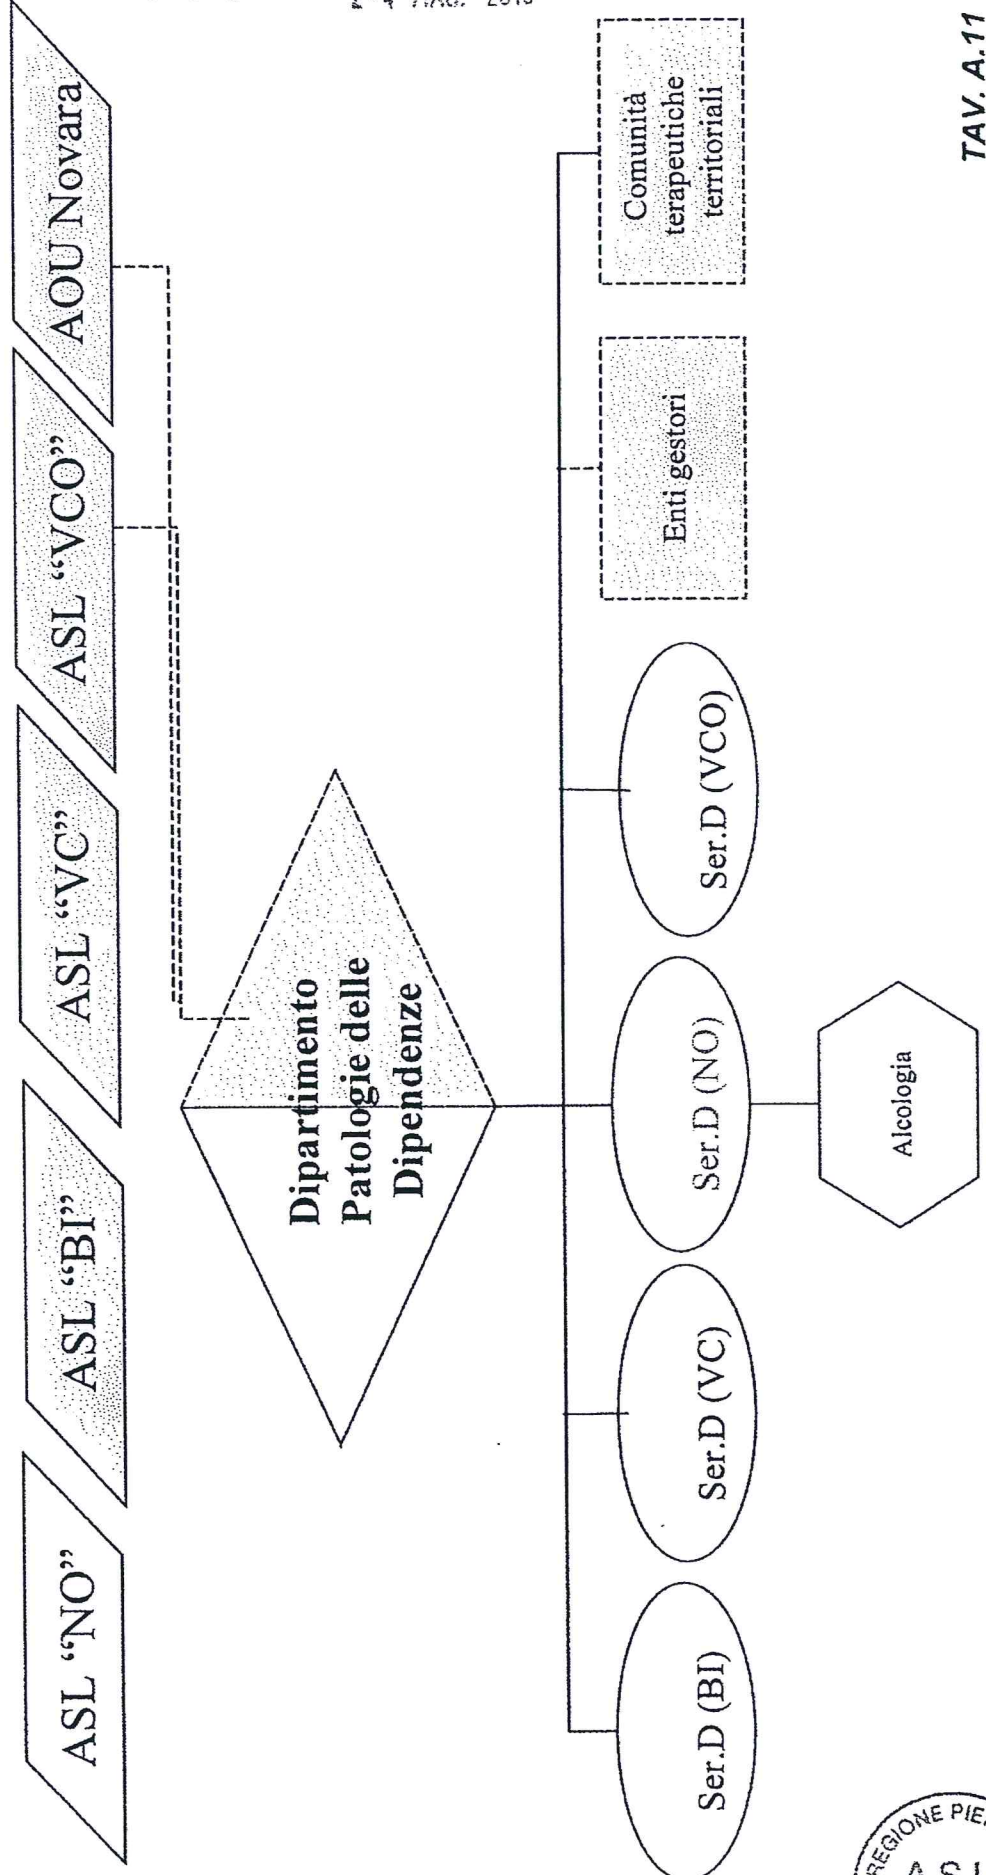 ASL “NO”
ASL “BI”
ASL “VC”
ASL “VCO”
AOU Novara
Dipartimento
Patologie delle
Dipendenze
Ser.D (BI)
Ser.D (VC)
Ser.D (NO)
Ser.D (VCO)
Enti gestori
Comunità
terapeutiche
territoriali
Alcologia
TAV. A.11
REGIONE PIE